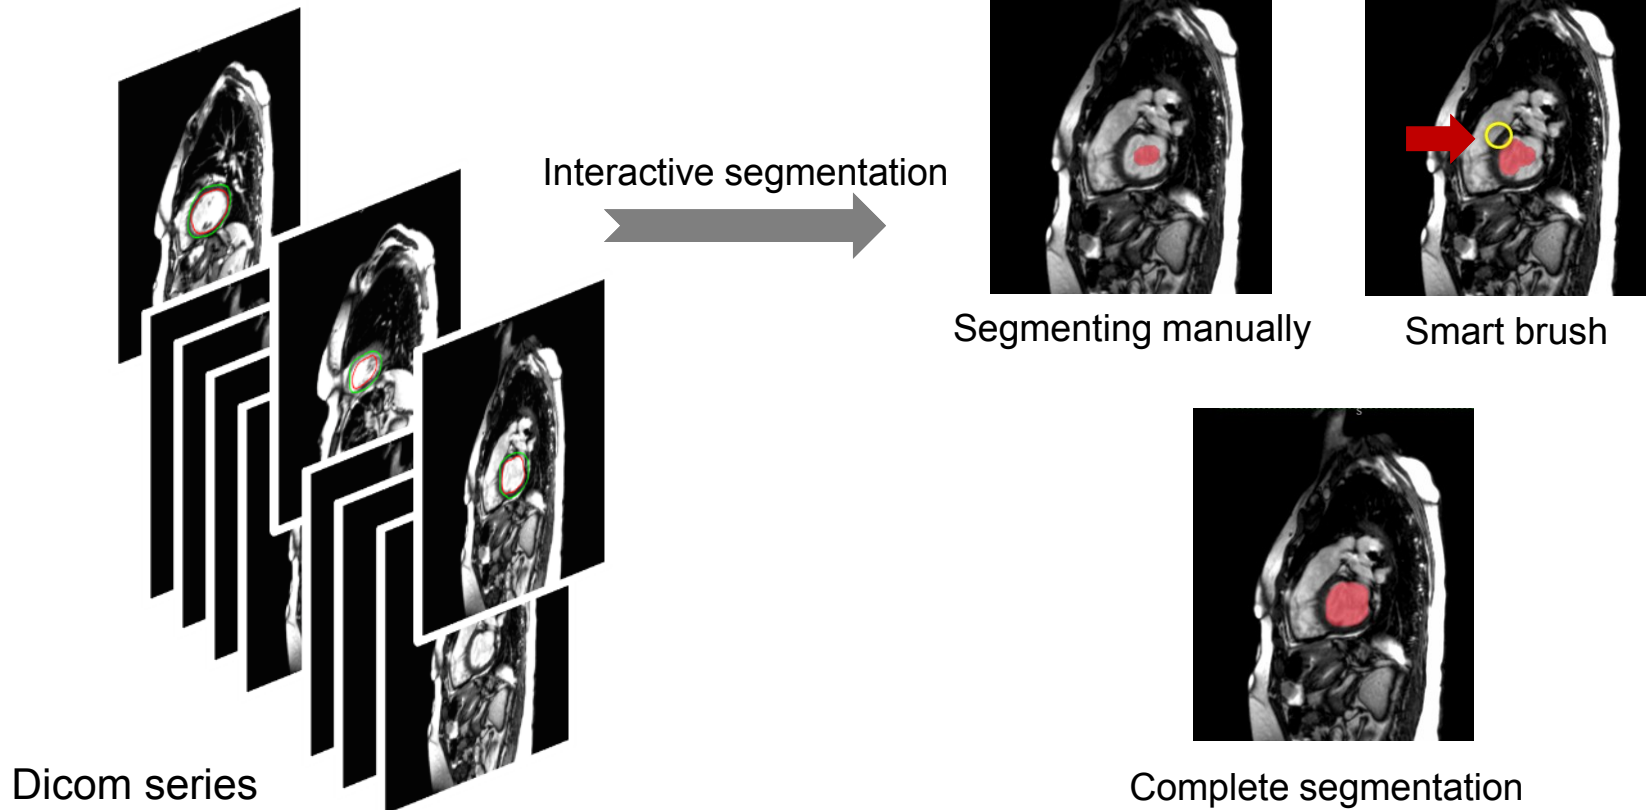 Interactive segmentation
Segmenting manually
Smart brush
S
Dicom series
Complete segmentation